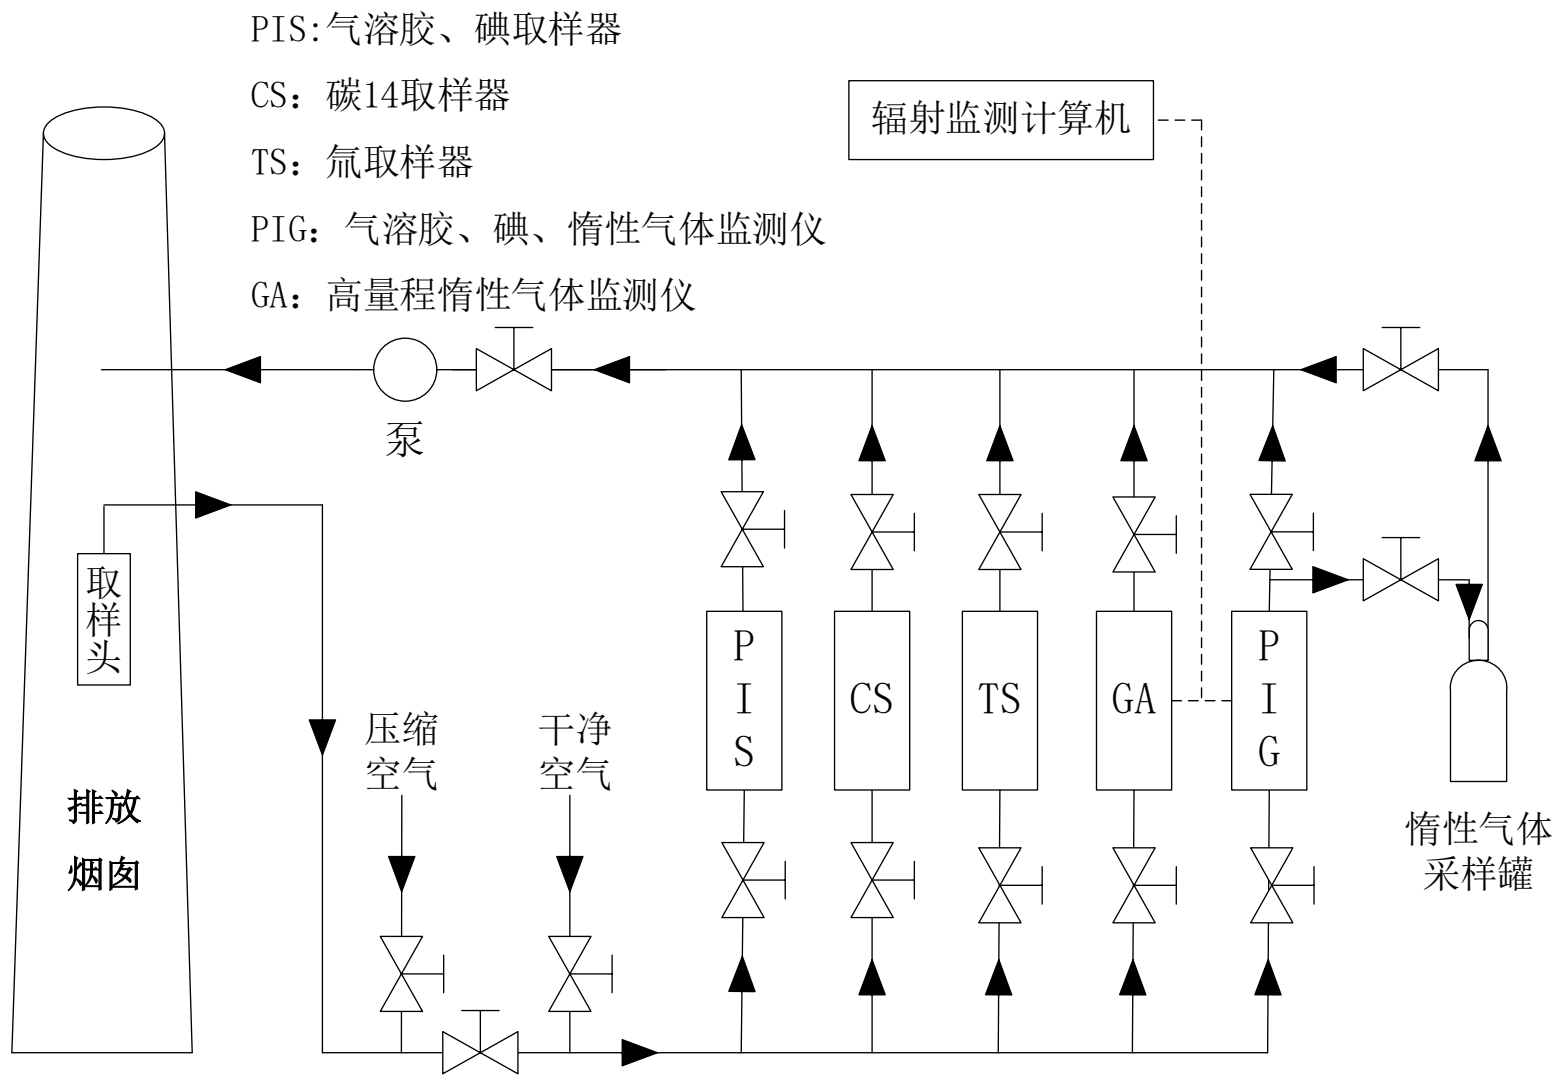 PIS:气溶胶、碘取样器
CS：碳14取样器
TS：氚取样器
PIG：气溶胶、碘、惰性气体监测仪
GA：高量程惰性气体监测仪
辐射监测计算机
泵
取
样
头
排放
烟囱
压缩
空气
干净
空气
P
I
S
CS
TS
GA
P
I
G
惰性气体
采样罐